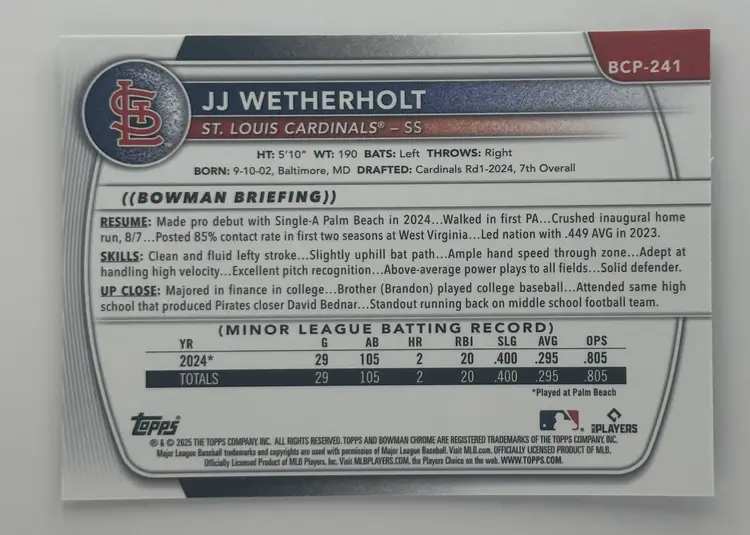 BCP-241
JJ WETHERHOLT
ST. LOUIS CARDINALS® – SS
HT: 5'10" WT: 190 BATS: Left THROWS: Right
BORN: 9-10-02, Baltimore, MD DRAFTED: Cardinals Rd1-2024, 7th Overall
((BOWMAN BRIEFING))
RESUME: Made pro debut with Single-A Palm Beach in 2024...Walked in first PA...Crushed inaugural home
run, 8/7...Posted 85% contact rate in first two seasons at West Virginia...Led nation with .449 AVG in 2023.
SKILLS: Clean and fluid lefty stroke...Slightly uphill bat path...Ample hand speed through zone...Adept at
handling high velocity...Excellent pitch recognition...Above-average power plays to all fields...Solid defender.
UP CLOSE: Majored in finance in college...Brother (Brandon) played college baseball...Attended same high
school that produced Pirates closer David Bednar...Standout running back on middle school football team.
(MINOR LEAGUE BATTING RECORD)
YR G AB HR RBI SLG AVG OPS
2024* 29 105 2 20 .400 .295 .805
TOTALS 29 105 2 20 .400 .295 .805
*Played at Palm Beach
Topps
PLAYERS
® & © 2025 THE TOPPS COMPANY, INC. ALL RIGHTS RESERVED. TOPPS AND BOWMAN CHROME ARE REGISTERED TRADEMARKS OF THE TOPPS COMPANY, INC.
Major League Baseball trademarks and copyrights are used with permission of Major League Baseball. Visit MLB.com. OFFICIALLY LICENSED PRODUCT OF MLB.
Officially Licensed Product of MLB Players, Inc. Visit MLBPLAYERS.COM, the Players Choice on the web. WWW.TOPPS.COM.